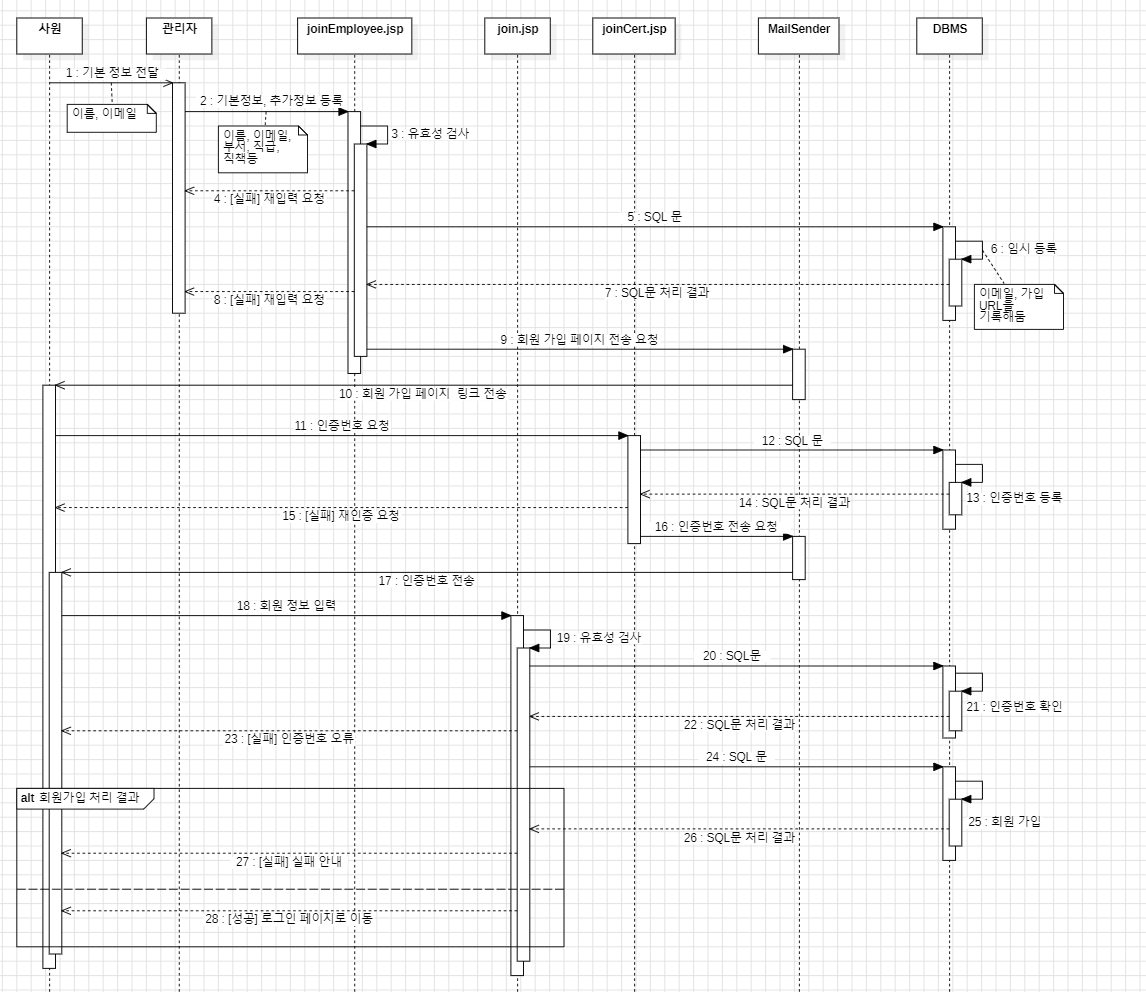 사원
관리자
joinEmployee.jsp
join.jsp
joinCert.jsp
MailSender
DBMS
1 : 기본 정보 전달
이름, 이메일
2 : 기본정보, 추가정보 등록
이름, 이메일,
부서, 직급,
직책등
3 : 유효성 검사
4 : [실패] 재입력 요청
5 : SQL 문
6 : 임시 등록
이메일, 가입
URL을
기록해둠
7 : SQL문 처리 결과
8 : [실패] 재입력 요청
9 : 회원 가입 페이지 전송 요청
10 : 회원 가입 페이지 링크 전송
11 : 인증번호 요청
12 : SQL 문
13 : 인증번호 등록
14 : SQL문 처리 결과
15 : [실패] 재인증 요청
16 : 인증번호 전송 요청
17 : 인증번호 전송
18 : 회원 정보 입력
19 : 유효성 검사
20 : SQL문
21 : 인증번호 확인
22 : SQL문 처리 결과
23 : [실패] 인증번호 오류
24 : SQL 문
alt 회원가입 처리 결과
25 : 회원 가입
26 : SQL문 처리 결과
27 : [실패] 실패 안내
28 : [성공] 로그인 페이지로 이동